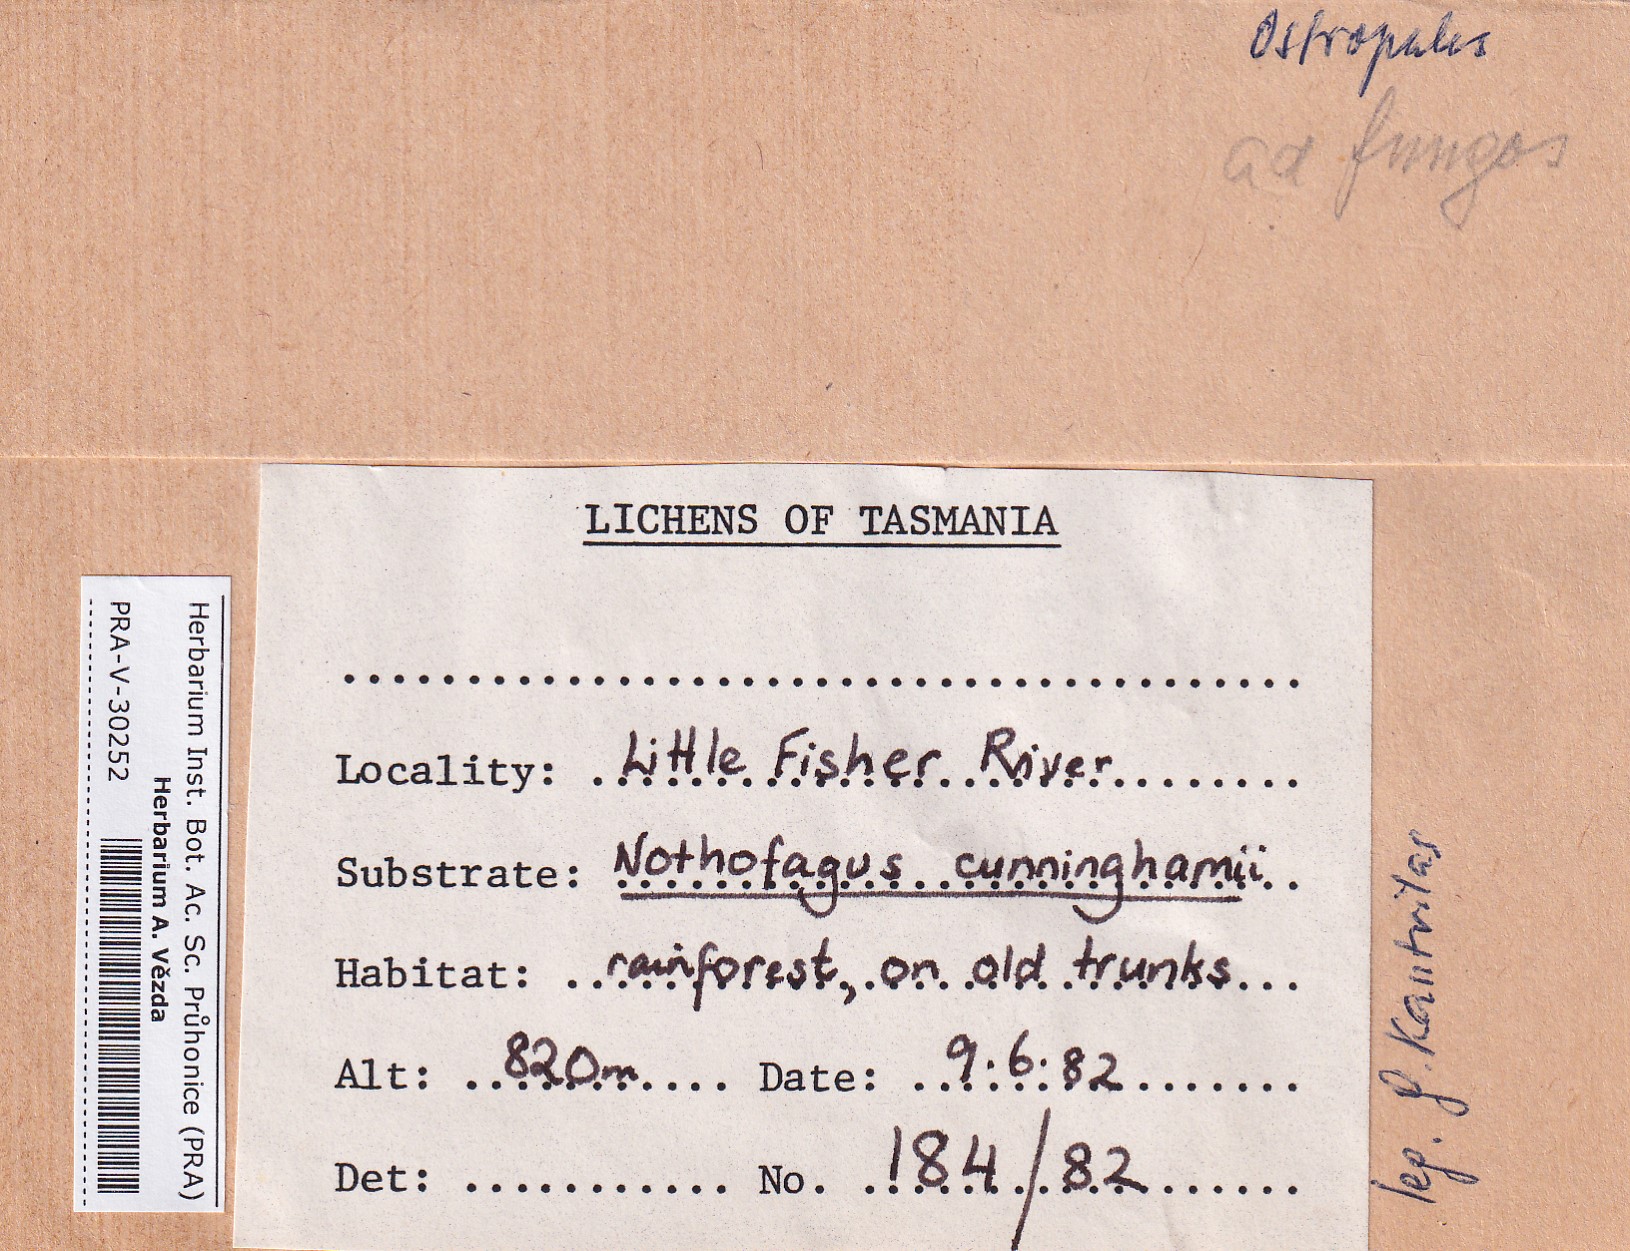 Ostropales
ad fungos
LICHENS OF TASMANIA
Locality: Little Fisher River
Substrate: Nothofagus cunninghamii
Habitat: rainforest, on old trunks
Alt: 820m Date: 9.6.82
Det: No. 184/82
Herbarium Inst. Bot. Ac. Sc. Průhonice (PRA)
Herbarium A. Vězda
PRA-V-30252
leg. G. Kantvilas